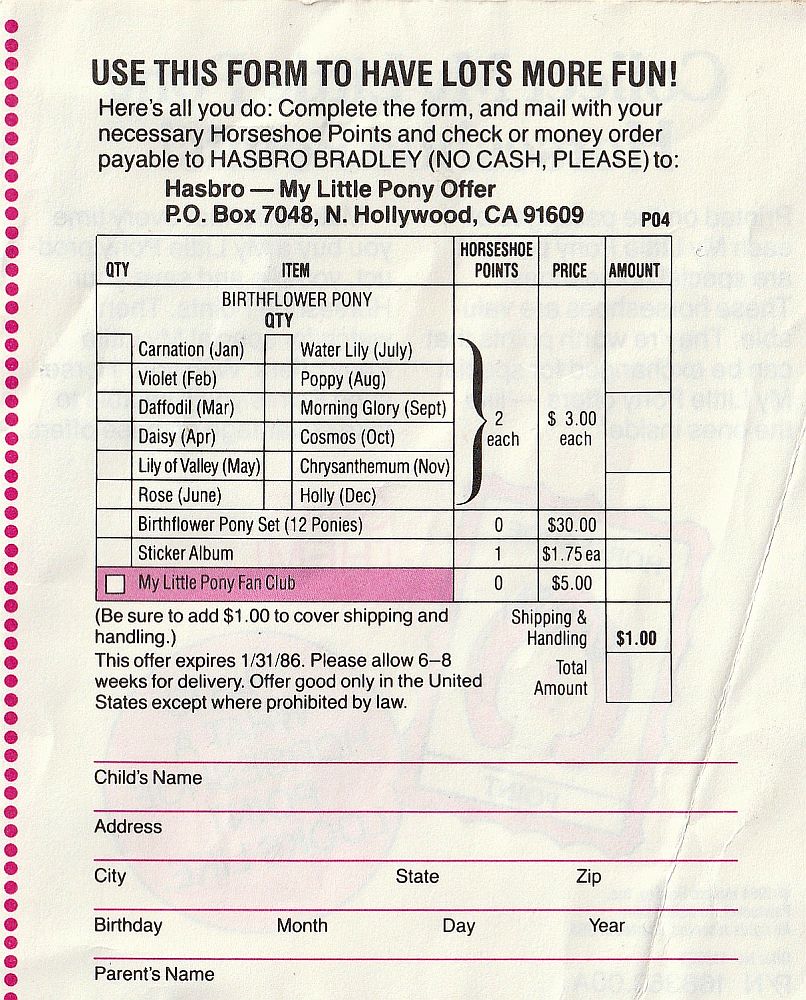 USE THIS FORM TO HAVE LOTS MORE FUN!
Here's all you do: Complete the form, and mail with your
necessary Horseshoe Points and check or money order
payable to HASBRO BRADLEY (NO CASH, PLEASE) to:
Hasbro — My Little Pony Offer
P.O. Box 7048, N. Hollywood, CA 91609 P04
QTY ITEM HORSESHOE POINTS PRICE AMOUNT
BIRTHFLOWER PONY
QTY
Carnation (Jan) Water Lily (July)
Violet (Feb) Poppy (Aug)
Daffodil (Mar) Morning Glory (Sept) 2 $ 3.00
Daisy (Apr) Cosmos (Oct) each each
Lily of Valley (May) Chrysanthemum (Nov)
Rose (June) Holly (Dec)
Birthflower Pony Set (12 Ponies) 0 $30.00
Sticker Album 1 $1.75 ea
My Little Pony Fan Club 0 $5.00
(Be sure to add $1.00 to cover shipping and Shipping &
handling.) Handling $1.00
This offer expires 1/31/86. Please allow 6–8 Total
weeks for delivery. Offer good only in the United Amount
States except where prohibited by law.
Child's Name
Address
City State Zip
Birthday Month Day Year
Parent's Name